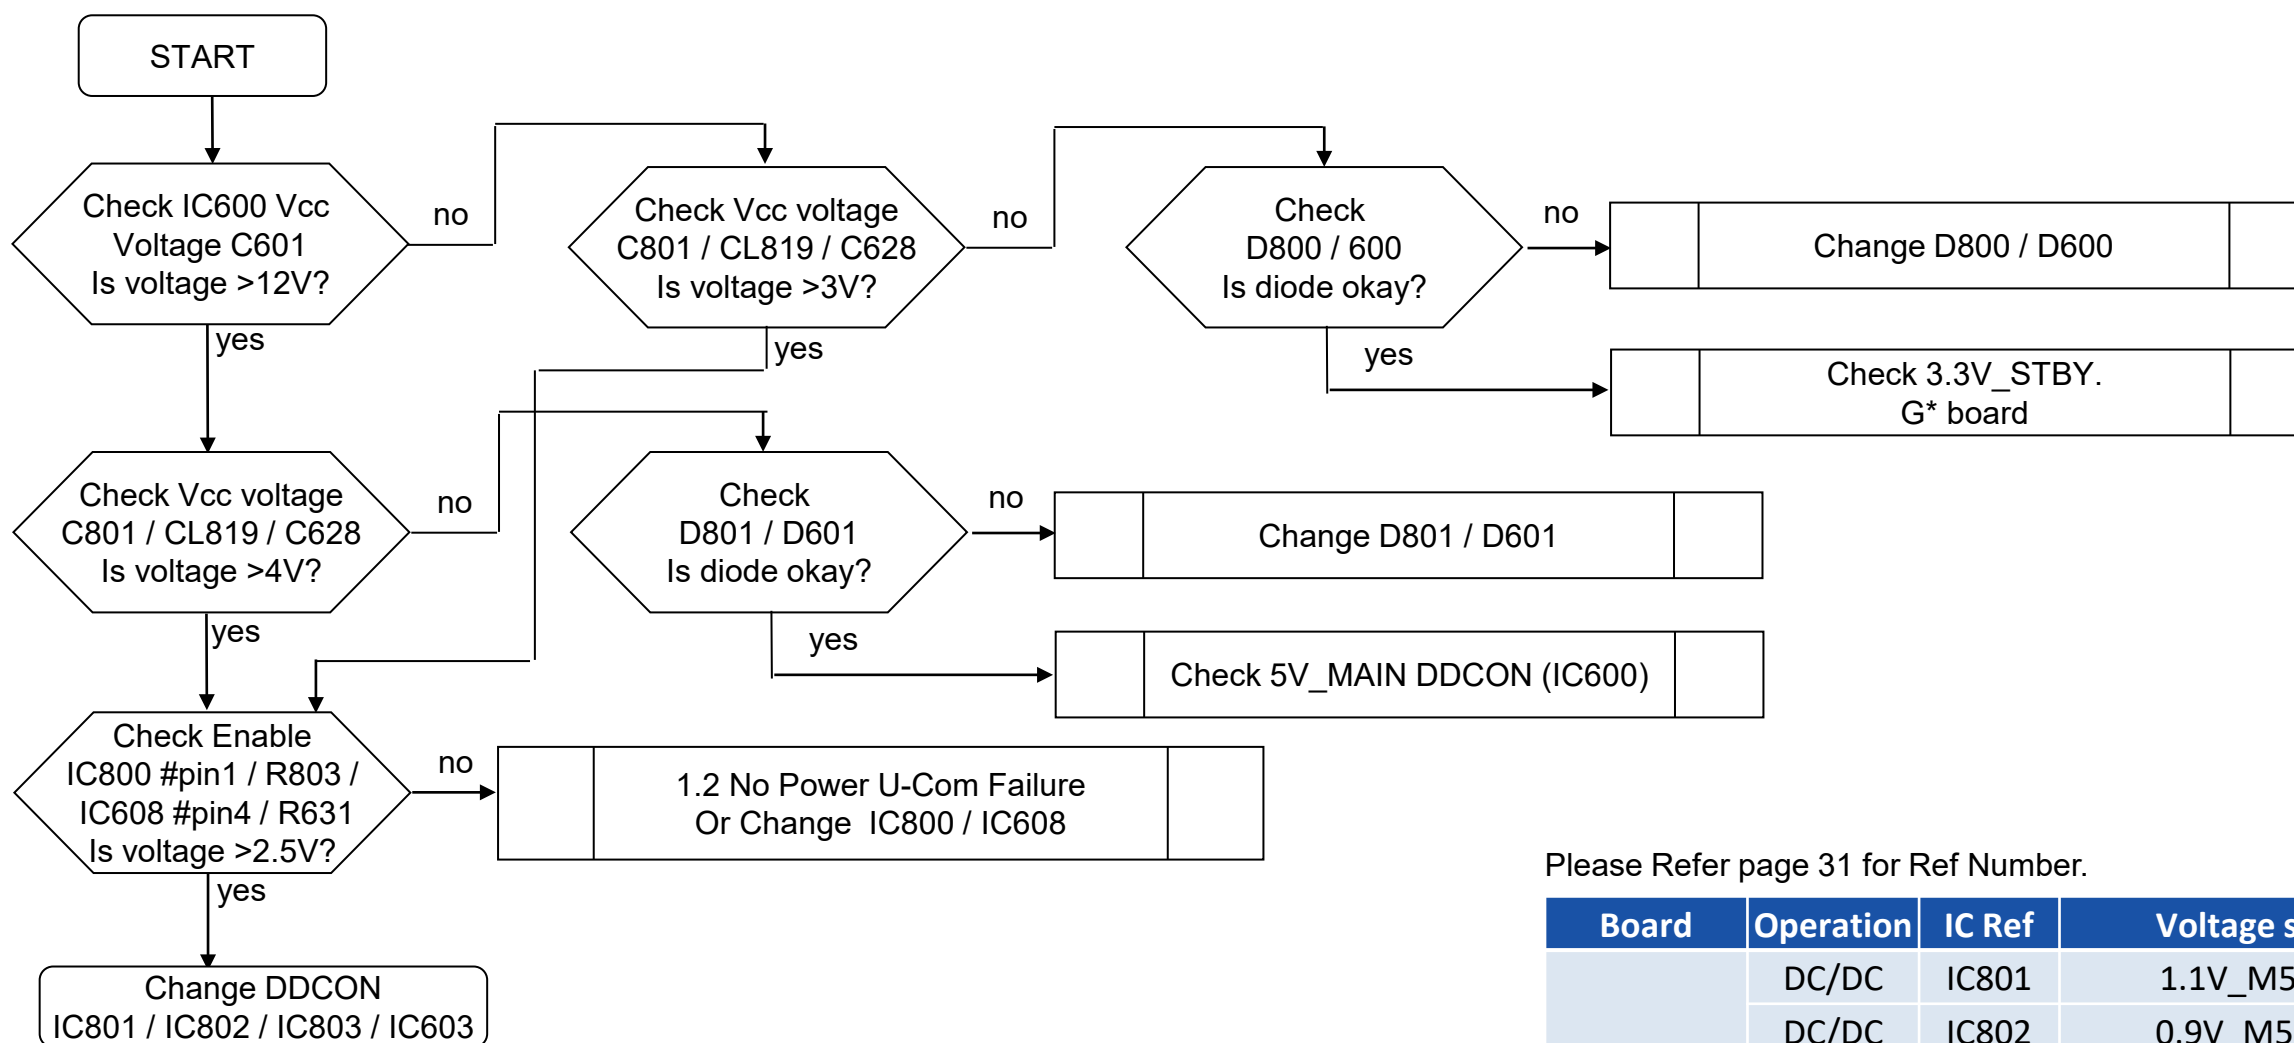 START
Check IC600 Vcc
Voltage C601
Is voltage >12V?
no
Check Vcc voltage
C801 / CL819 / C628
Is voltage >3V?
no
Check
D800 / 600
Is diode okay?
no
Change D800 / D600
yes
yes
yes
Check 3.3V_STBY.
G* board
Check Vcc voltage
C801 / CL819 / C628
Is voltage >4V?
no
Check
D801 / D601
Is diode okay?
no
Change D801 / D601
yes
yes
Check 5V_MAIN DDCON (IC600)
Check Enable
IC800 #pin1 / R803 /
IC608 #pin4 / R631
Is voltage >2.5V?
no
1.2 No Power U-Com Failure
Or Change IC800 / IC608
yes
Change DDCON
IC801 / IC802 / IC803 / IC603
Please Refer page 31 for Ref Number.
Board Operation IC Ref Voltage s
DC/DC IC801 1.1V_M5
DC/DC IC802 0.9V_M5